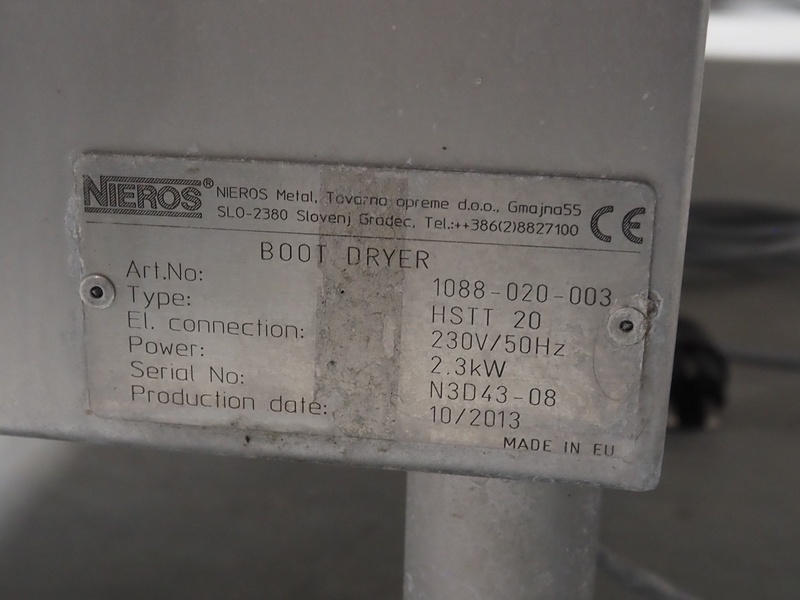 NIEROS® NIEROS Metal, Tovarna opreme d.o.o., Gmajna55
SLO-2380 Slovenj Gradec, Tel.:++386(2)8827100 CE
BOOT DRYER
Art.No: 1088-020-003
Type: HSTT 20
El. connection: 230V/50Hz
Power: 2.3kW
Serial No: N3D43-08
Production date: 10/2013
MADE IN EU